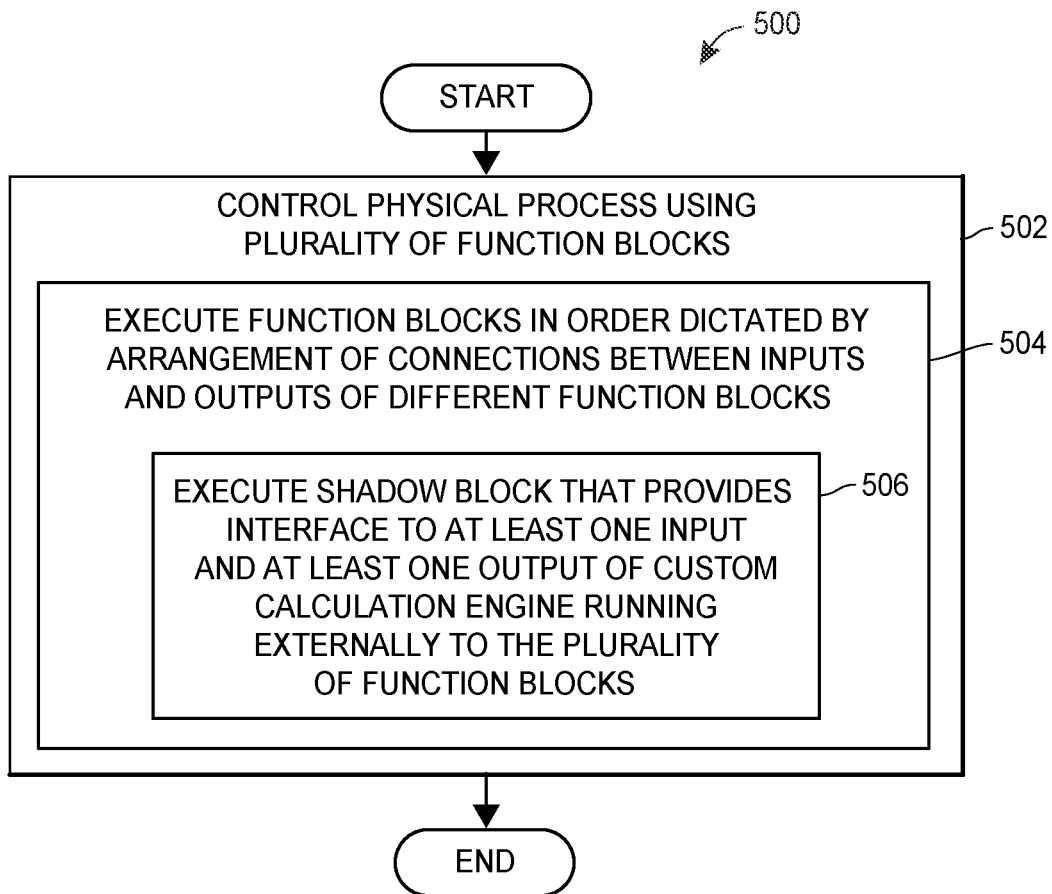 500
START
CONTROL PHYSICAL PROCESS USING
PLURALITY OF FUNCTION BLOCKS
502
EXECUTE FUNCTION BLOCKS IN ORDER DICTATED BY
ARRANGEMENT OF CONNECTIONS BETWEEN INPUTS
AND OUTPUTS OF DIFFERENT FUNCTION BLOCKS
504
EXECUTE SHADOW BLOCK THAT PROVIDES
INTERFACE TO AT LEAST ONE INPUT
AND AT LEAST ONE OUTPUT OF CUSTOM
CALCULATION ENGINE RUNNING
EXTERNALLY TO THE PLURALITY
OF FUNCTION BLOCKS
506
END